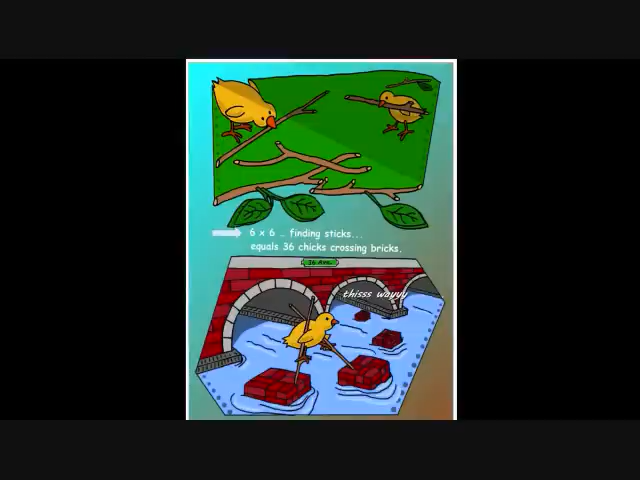 6 x 6 .. finding sticks...
equals 36 chicks crossing bricks.
36 Ave.
thisss wayyy